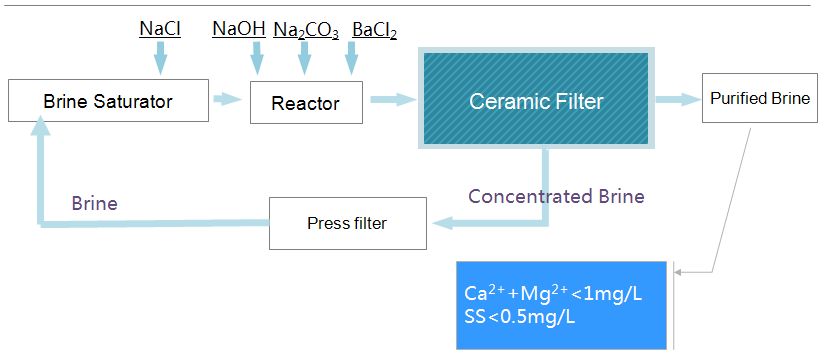 NaCl NaOH Na₂CO₃ BaCl₂
Brine Saturator
Reactor
Ceramic Filter
Purified Brine
Brine
Press filter
Concentrated Brine
Ca²⁺+Mg²⁺<1mg/L
SS<0.5mg/L